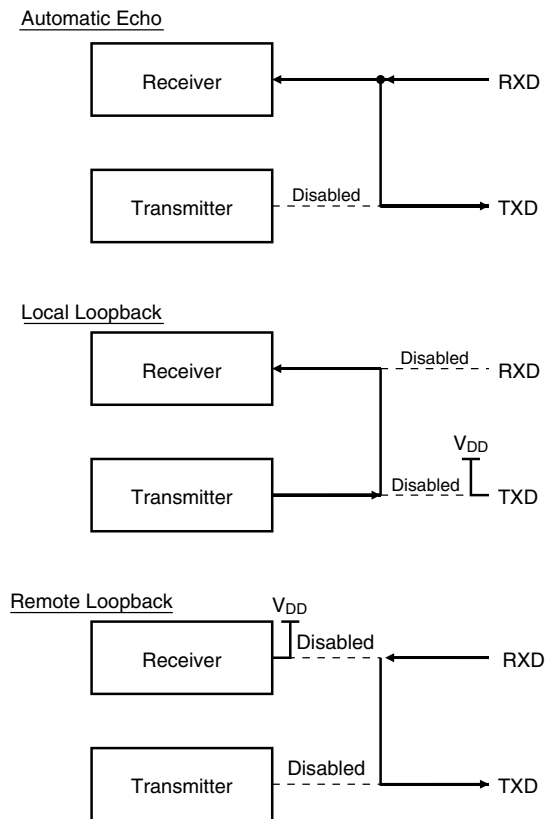 Automatic Echo
Receiver
RXD
Transmitter
Disabled
TXD
Local Loopback
Receiver
Disabled
RXD
VDD
Transmitter
Disabled
TXD
Remote Loopback
VDD
Receiver
Disabled
RXD
Transmitter
Disabled
TXD